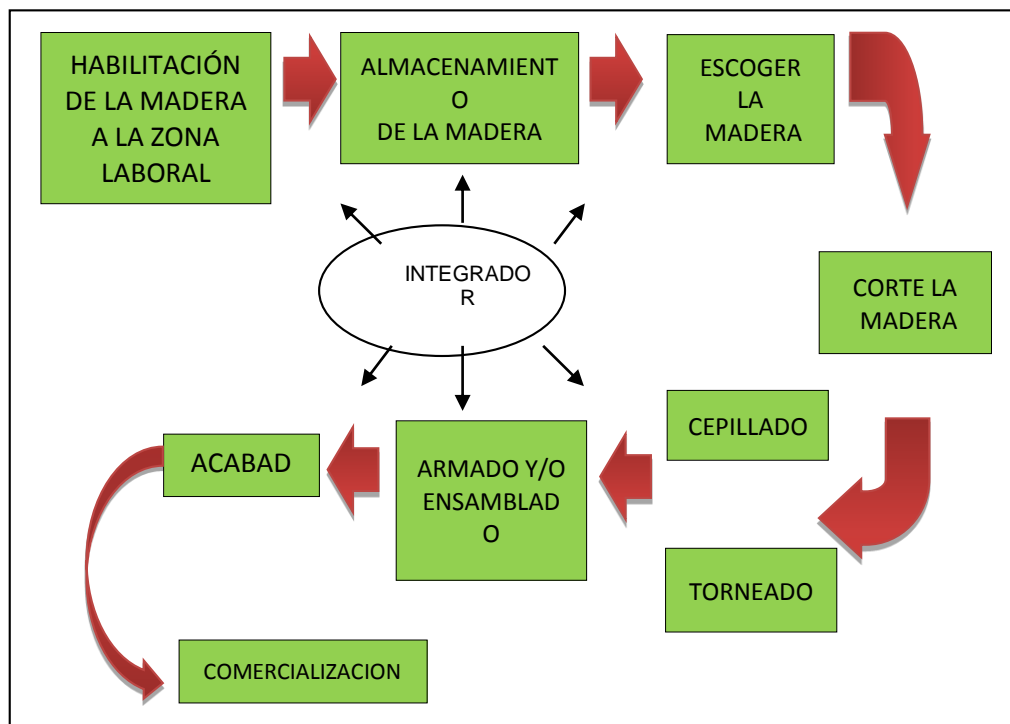 HABILITACIÓN
DE LA MADERA
A LA ZONA
LABORAL
ALMACENAMIENT
O
DE LA MADERA
ESCOGER
LA
MADERA
INTEGRADO
R
CORTE LA
MADERA
CEPILLADO
TORNEADO
ARMADO Y/O
ENSAMBLAD
O
ACABAD
COMERCIALIZACION